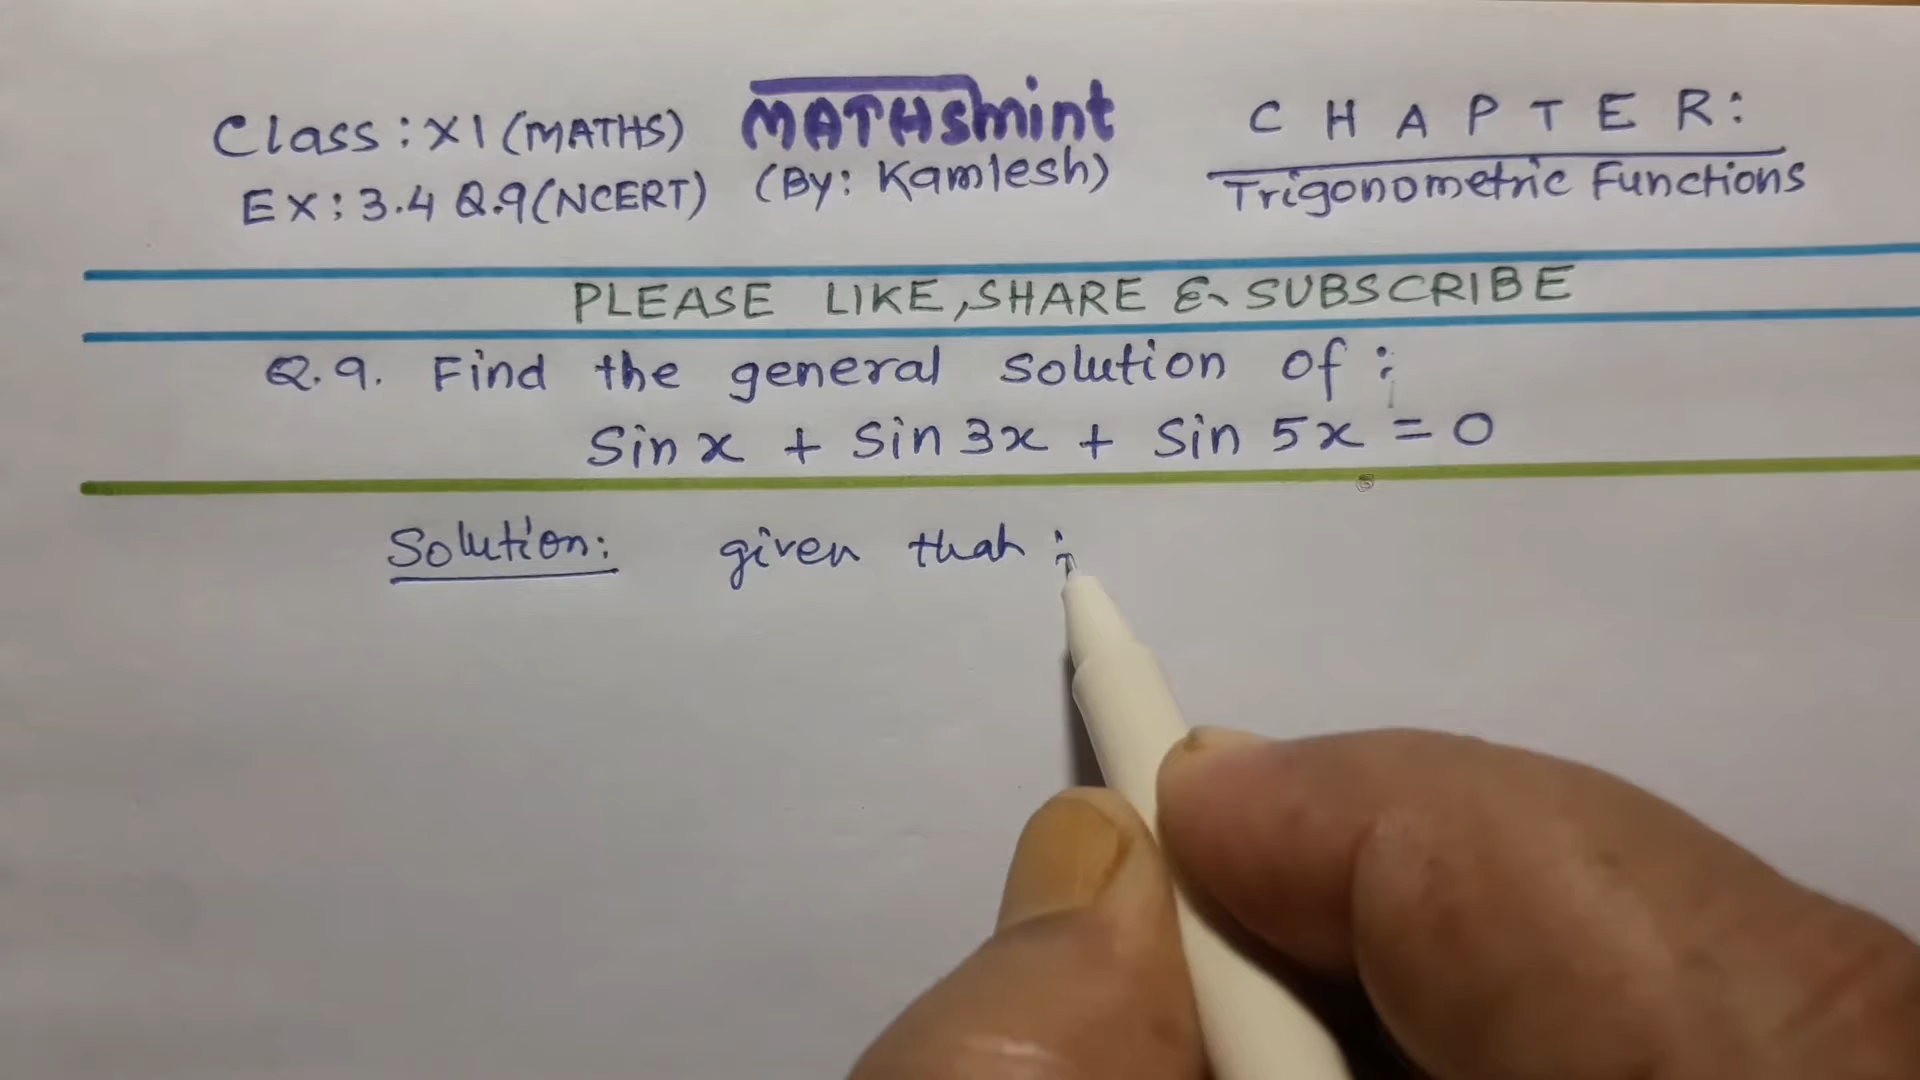 Class: XI (MATHS)
EX: 3.4 Q.9 (NCERT)
MATHSmint
(By: Kamlesh)
CHAPTER:
Trigonometric Functions
PLEASE LIKE, SHARE & SUBSCRIBE
Q.9. Find the general solution of:
Sin x + Sin 3x + Sin 5x = 0
Solution: given that :